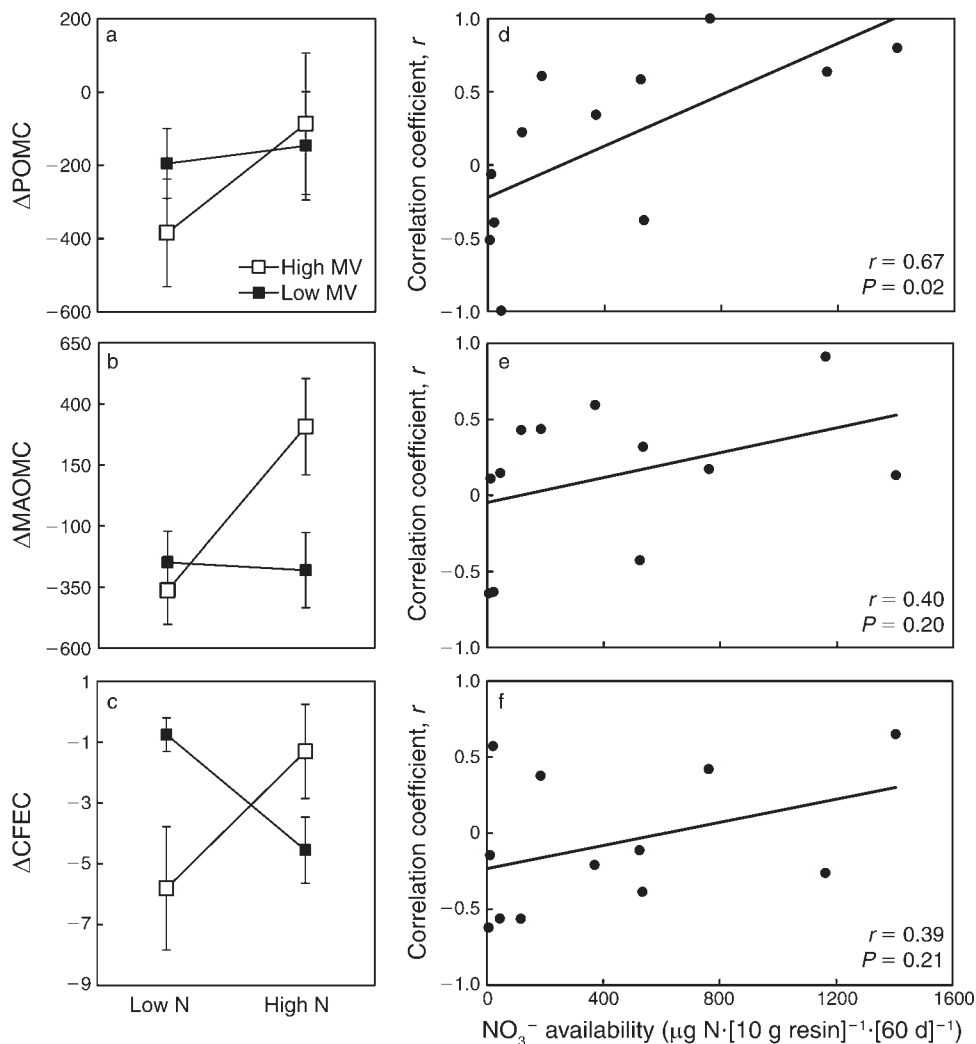 a
200
0
−200
−400
−600
ΔPOMC
High MV
Low MV
d
1.0
0.5
0
−0.5
−1.0
Correlation coefficient, r
r = 0.67
P = 0.02
b
650
400
150
−100
−350
−600
ΔMAOMC
e
1.0
0.5
0
−0.5
−1.0
Correlation coefficient, r
r = 0.40
P = 0.20
c
1
−1
−3
−5
−7
−9
ΔCFEC
Low N High N
f
1.0
0.5
0
−0.5
−1.0
Correlation coefficient, r
r = 0.39
P = 0.21
0 400 800 1200 1600
NO₃⁻ availability (μg N·[10 g resin]⁻¹·[60 d]⁻¹)